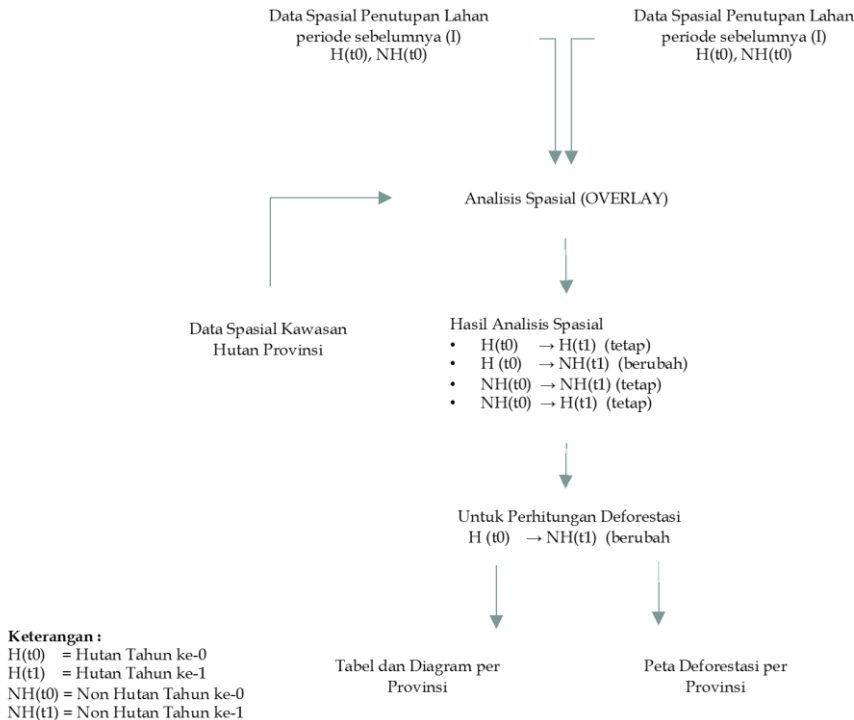 Data Spasial Penutupan Lahan
periode sebelumnya (I)
H(t0), NH(t0)
Data Spasial Penutupan Lahan
periode sebelumnya (I)
H(t0), NH(t0)
Analisis Spasial (OVERLAY)
Data Spasial Kawasan
Hutan Provinsi
Hasil Analisis Spasial
• H(t0) → H(t1) (tetap)
• H (t0) → NH(t1) (berubah)
• NH(t0) → NH(t1) (tetap)
• NH(t0) → H(t1) (tetap)
Untuk Perhitungan Deforestasi
H (t0) → NH(t1) (berubah
Tabel dan Diagram per
Provinsi
Peta Deforestasi per
Provinsi
Keterangan :
H(t0) = Hutan Tahun ke-0
H(t1) = Hutan Tahun ke-1
NH(t0) = Non Hutan Tahun ke-0
NH(t1) = Non Hutan Tahun ke-1